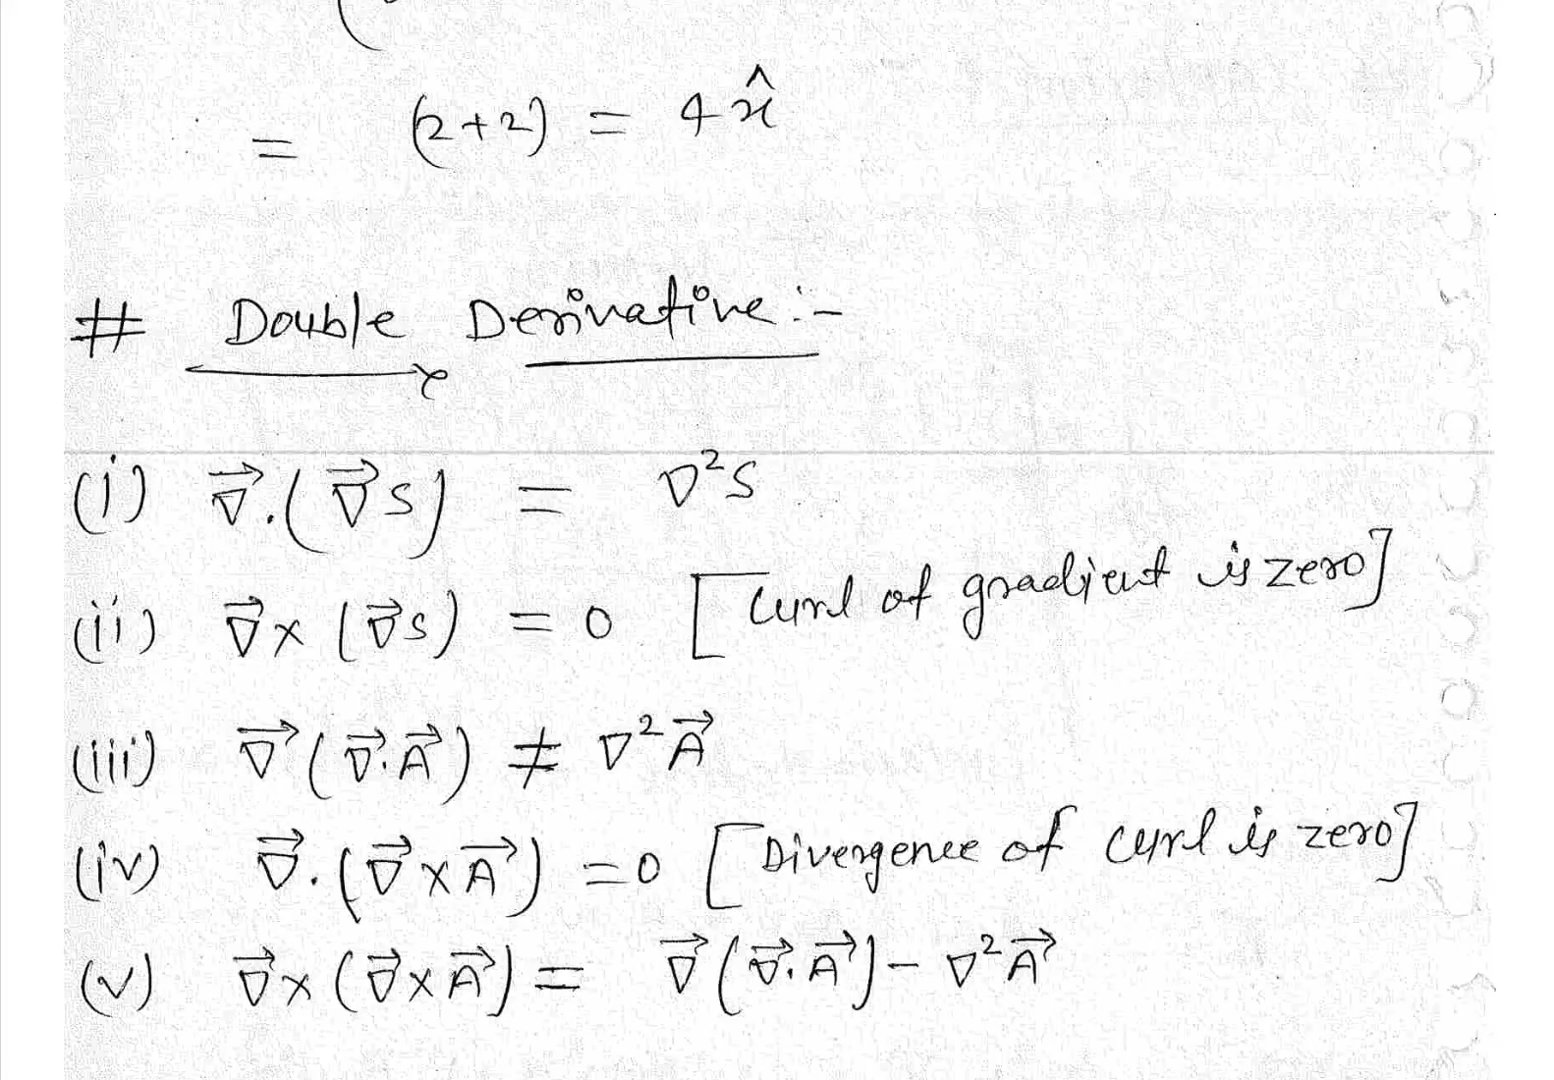 = (2+2) = 4 x̂
# Double Derivative :-
(i) ∇⃗.(∇⃗S) = ∇²S
(ii) ∇⃗× (∇⃗S) = 0 [Curl of gradient is zero]
(iii) ∇⃗(∇⃗.A⃗) ≠ ∇²A⃗
(iv) ∇⃗.(∇⃗×A⃗) = 0 [Divergence of curl is zero]
(v) ∇⃗×(∇⃗×A⃗) = ∇⃗(∇⃗.A⃗) - ∇²A⃗